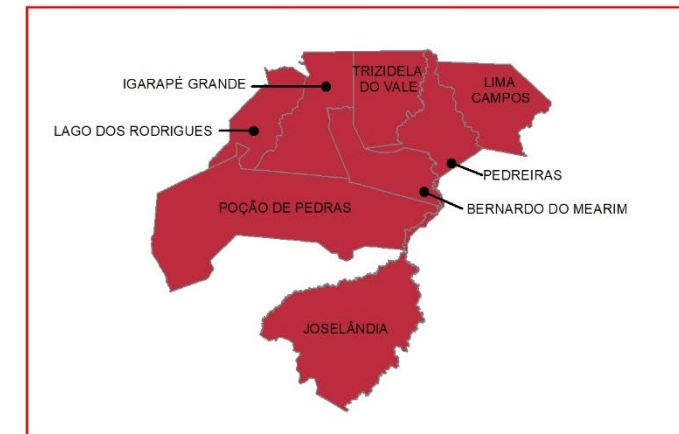 TRIZIDELA
DO VALE
LIMA
CAMPOS
IGARAPÉ GRANDE
LAGO DOS RODRIGUES
PEDREIRAS
POÇÃO DE PEDRAS
BERNARDO DO MEARIM
JOSELÂNDIA